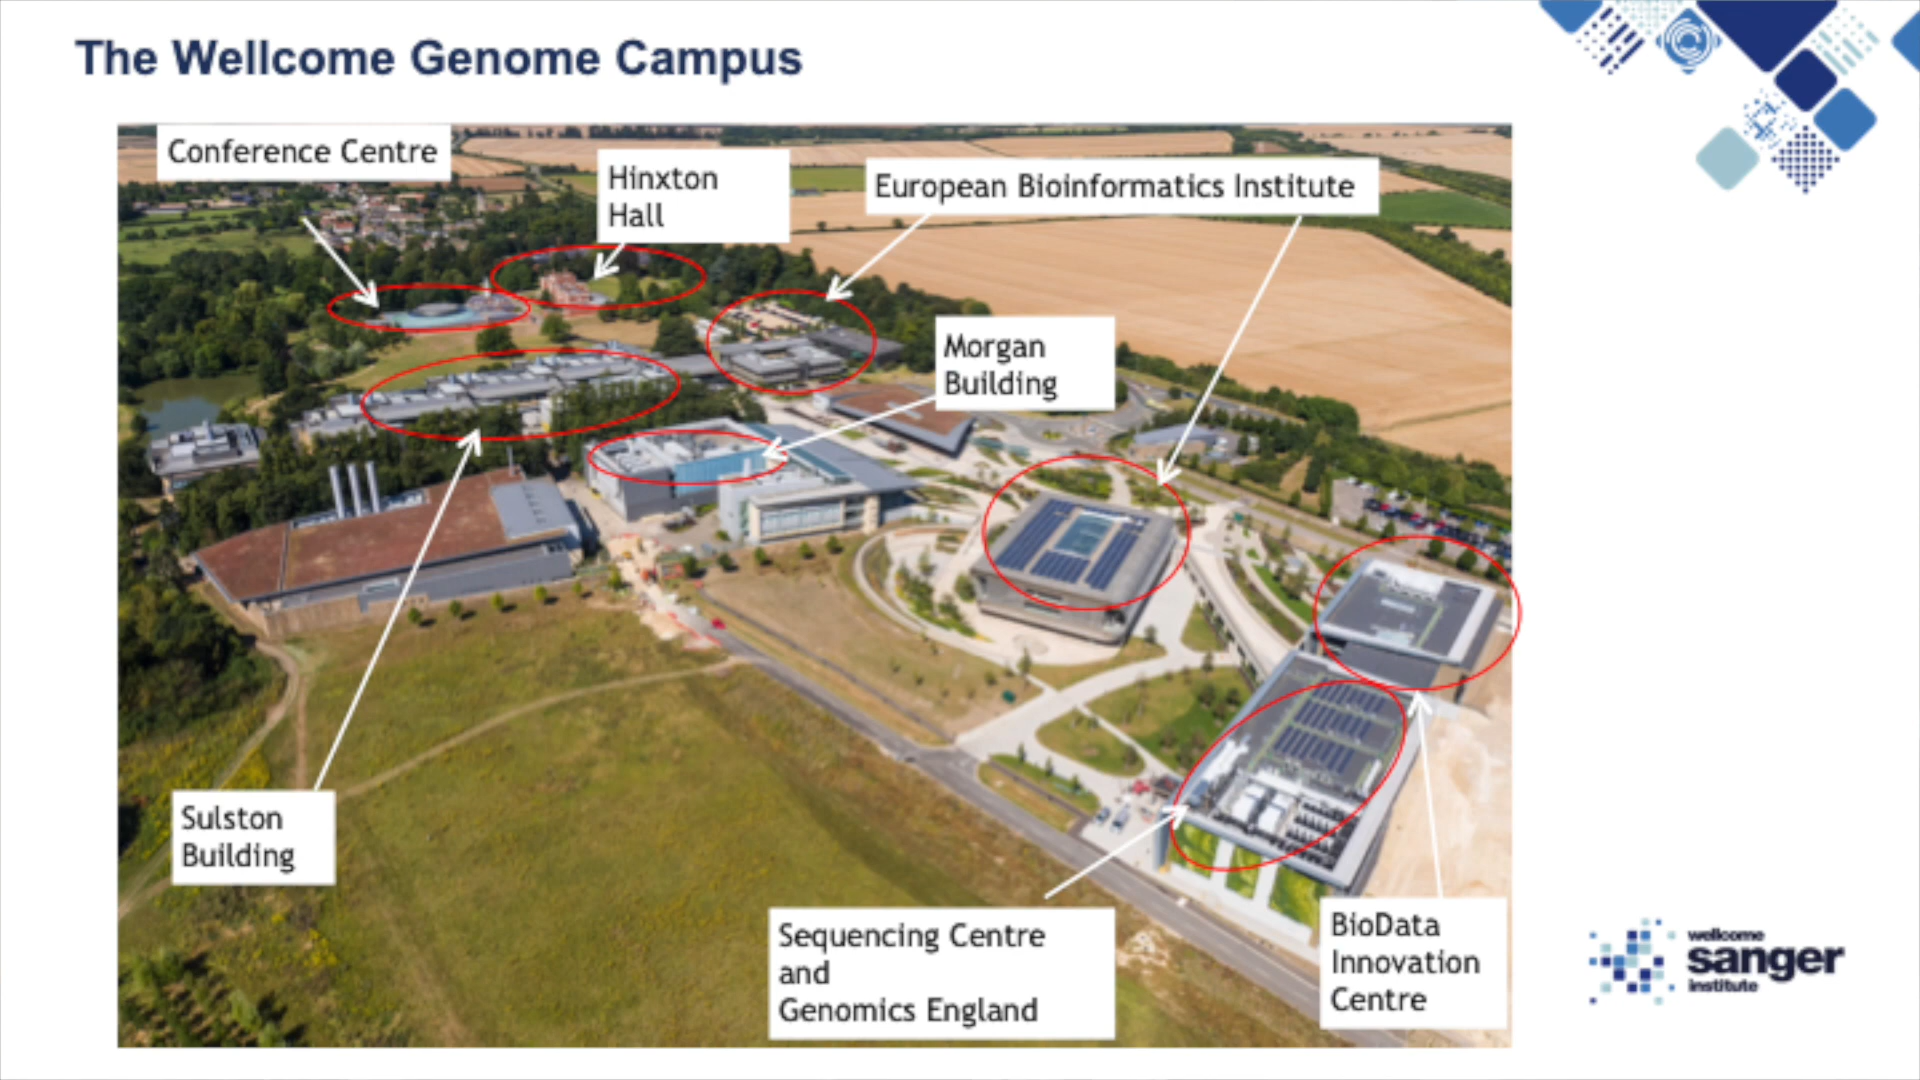 The Wellcome Genome Campus
Conference Centre
Hinxton
Hall
European Bioinformatics Institute
Morgan
Building
Sulston
Building
Sequencing Centre
and
Genomics England
BioData
Innovation
Centre
wellcome
sanger
institute